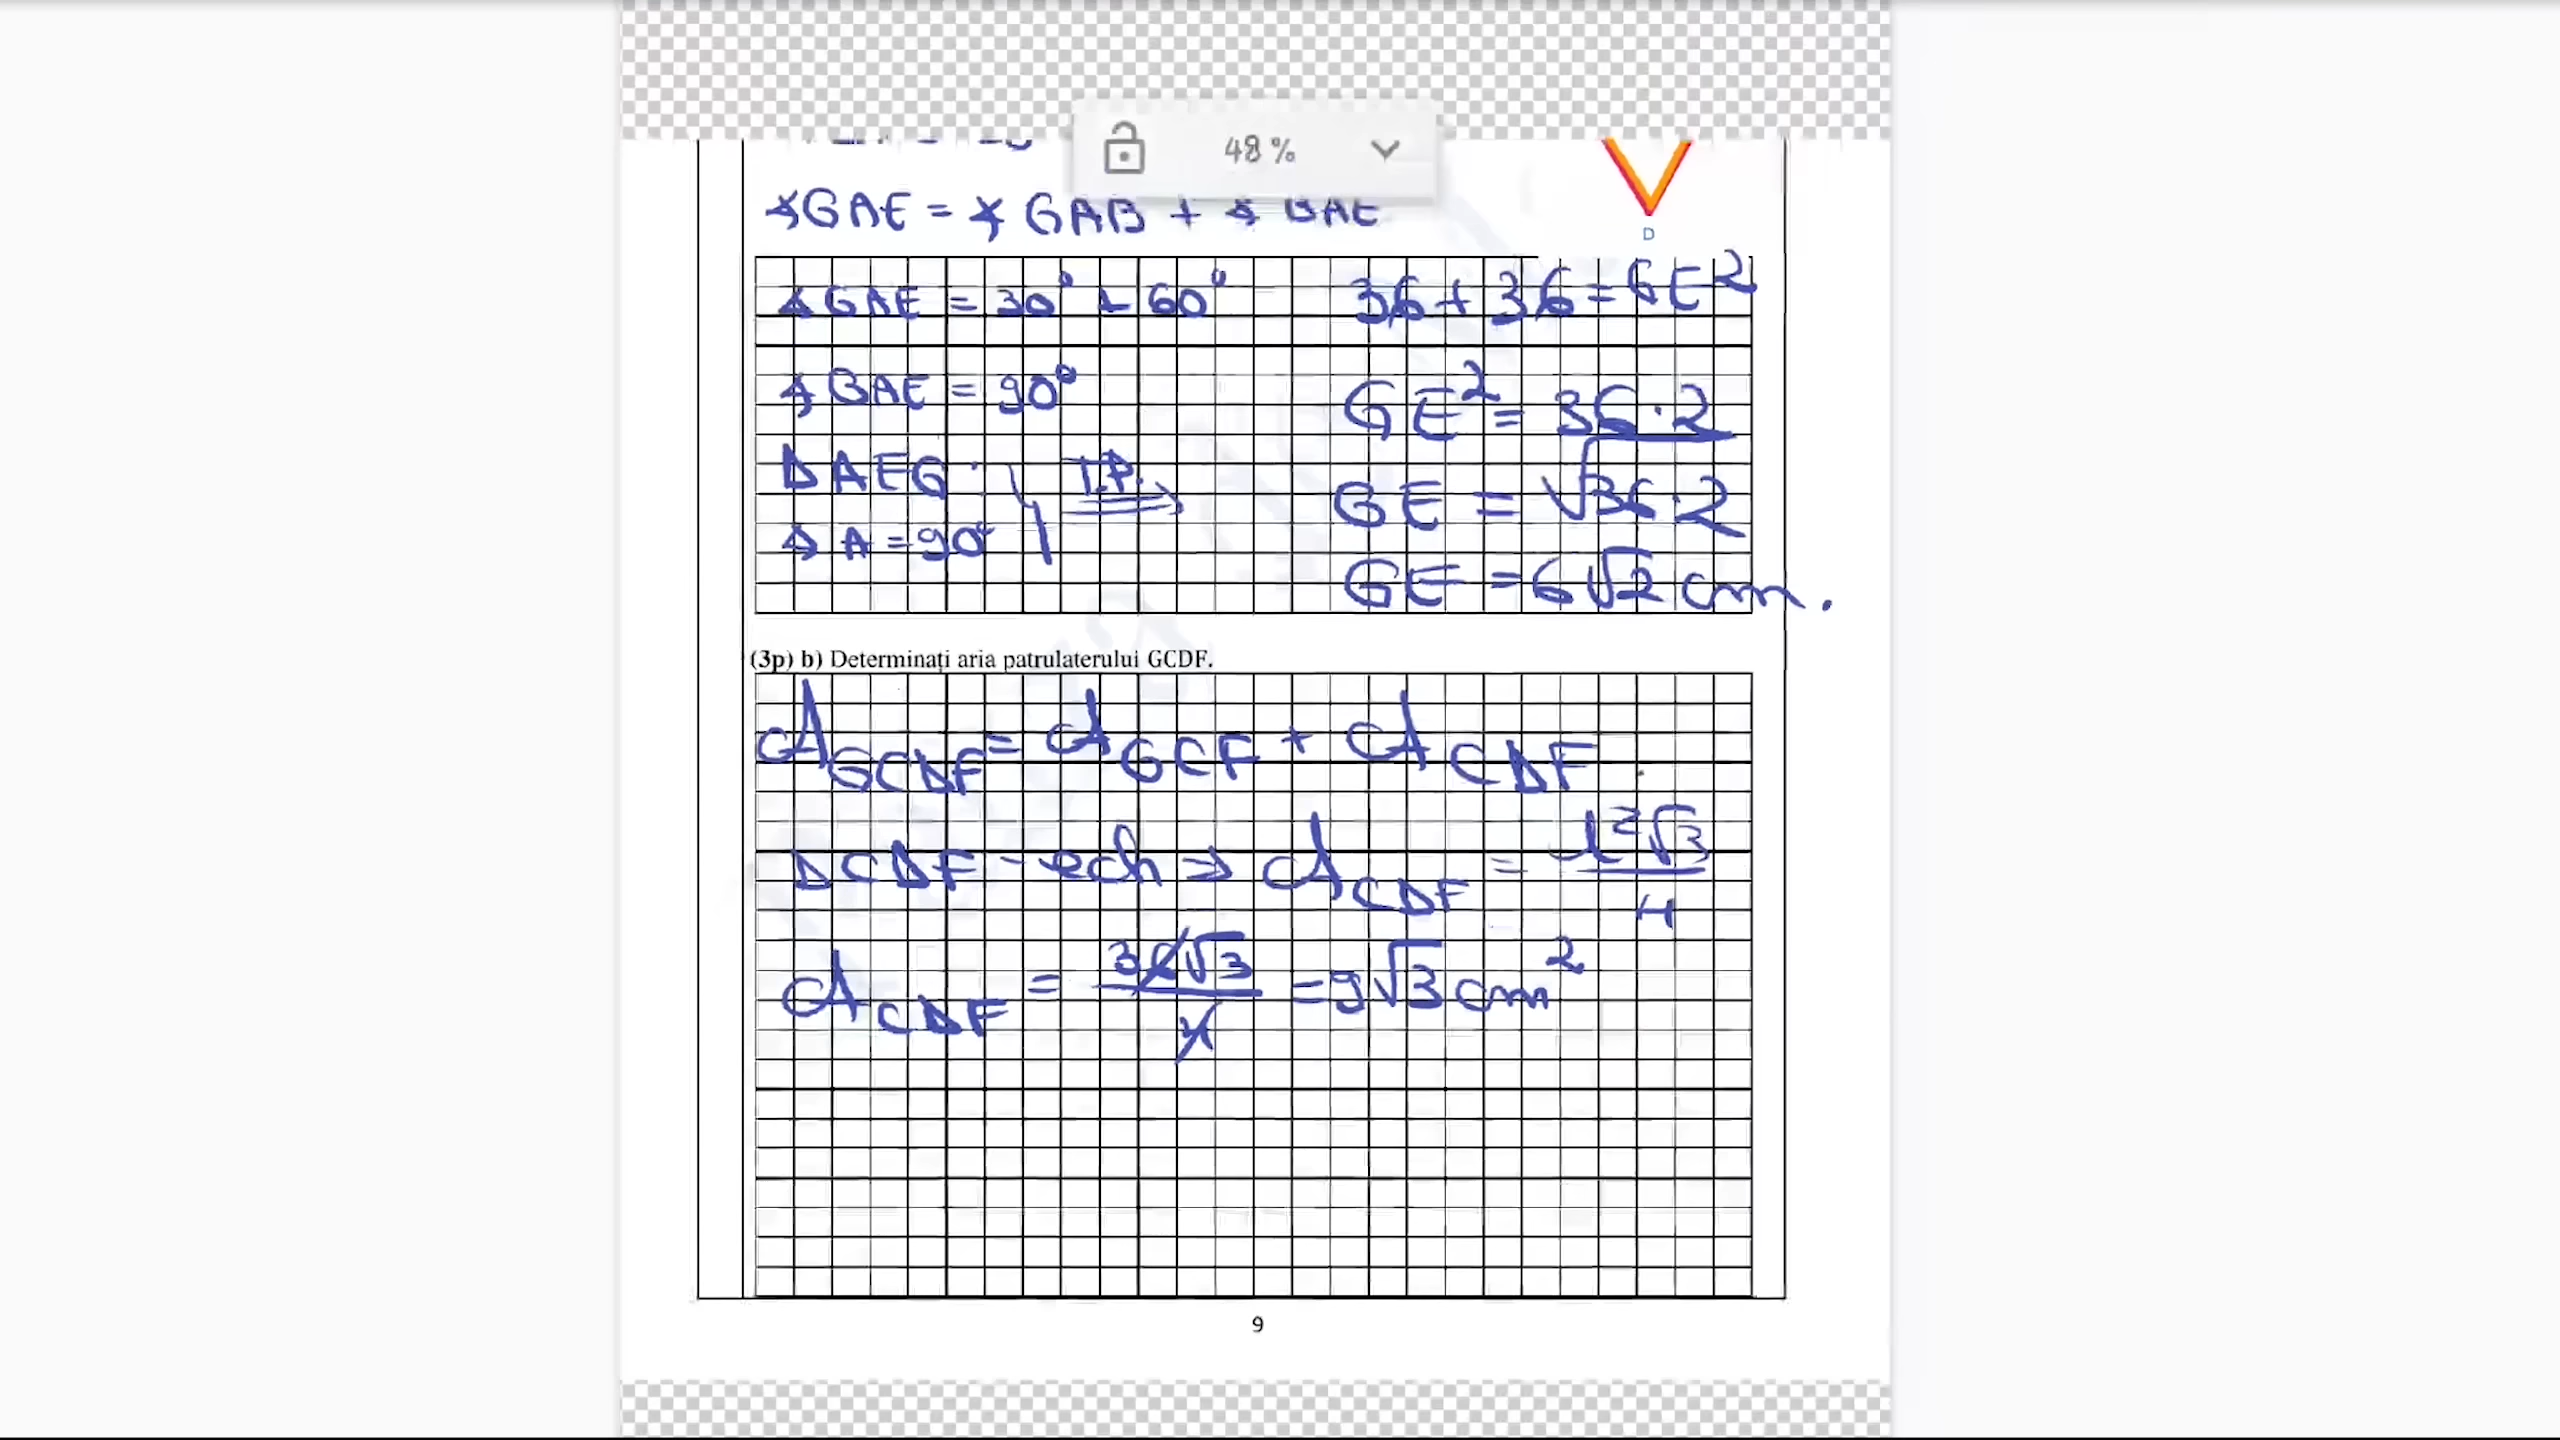 48 %
∢GAE = ∢ GAB + ∢ BAE
D
∢GAE = 30° + 60°
∢ GAE = 90°
Δ AEG :
∢ A = 90°
T.P. ⇒
36 + 36 = GE²
GE² = 36·2
GE = √36·2
GE = 6√2 cm.
(3p) b) Determinați aria patrulaterului GCDF.
A GCDF = A GCF + A CDF
Δ CDF - ech ⇒ A CDF = l²√3 / 4
A CDF = 36√3 / 4 = 9√3 cm²
9